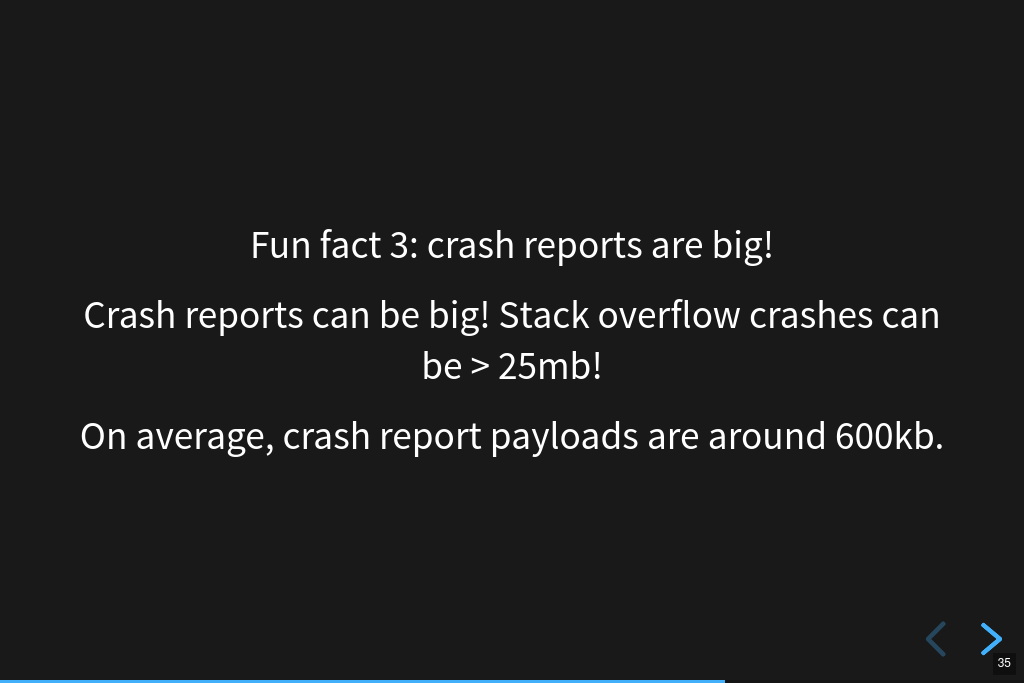 Fun fact 3: crash reports are big!
Crash reports can be big! Stack overflow crashes can
be > 25mb!
On average, crash report payloads are around 600kb.
35